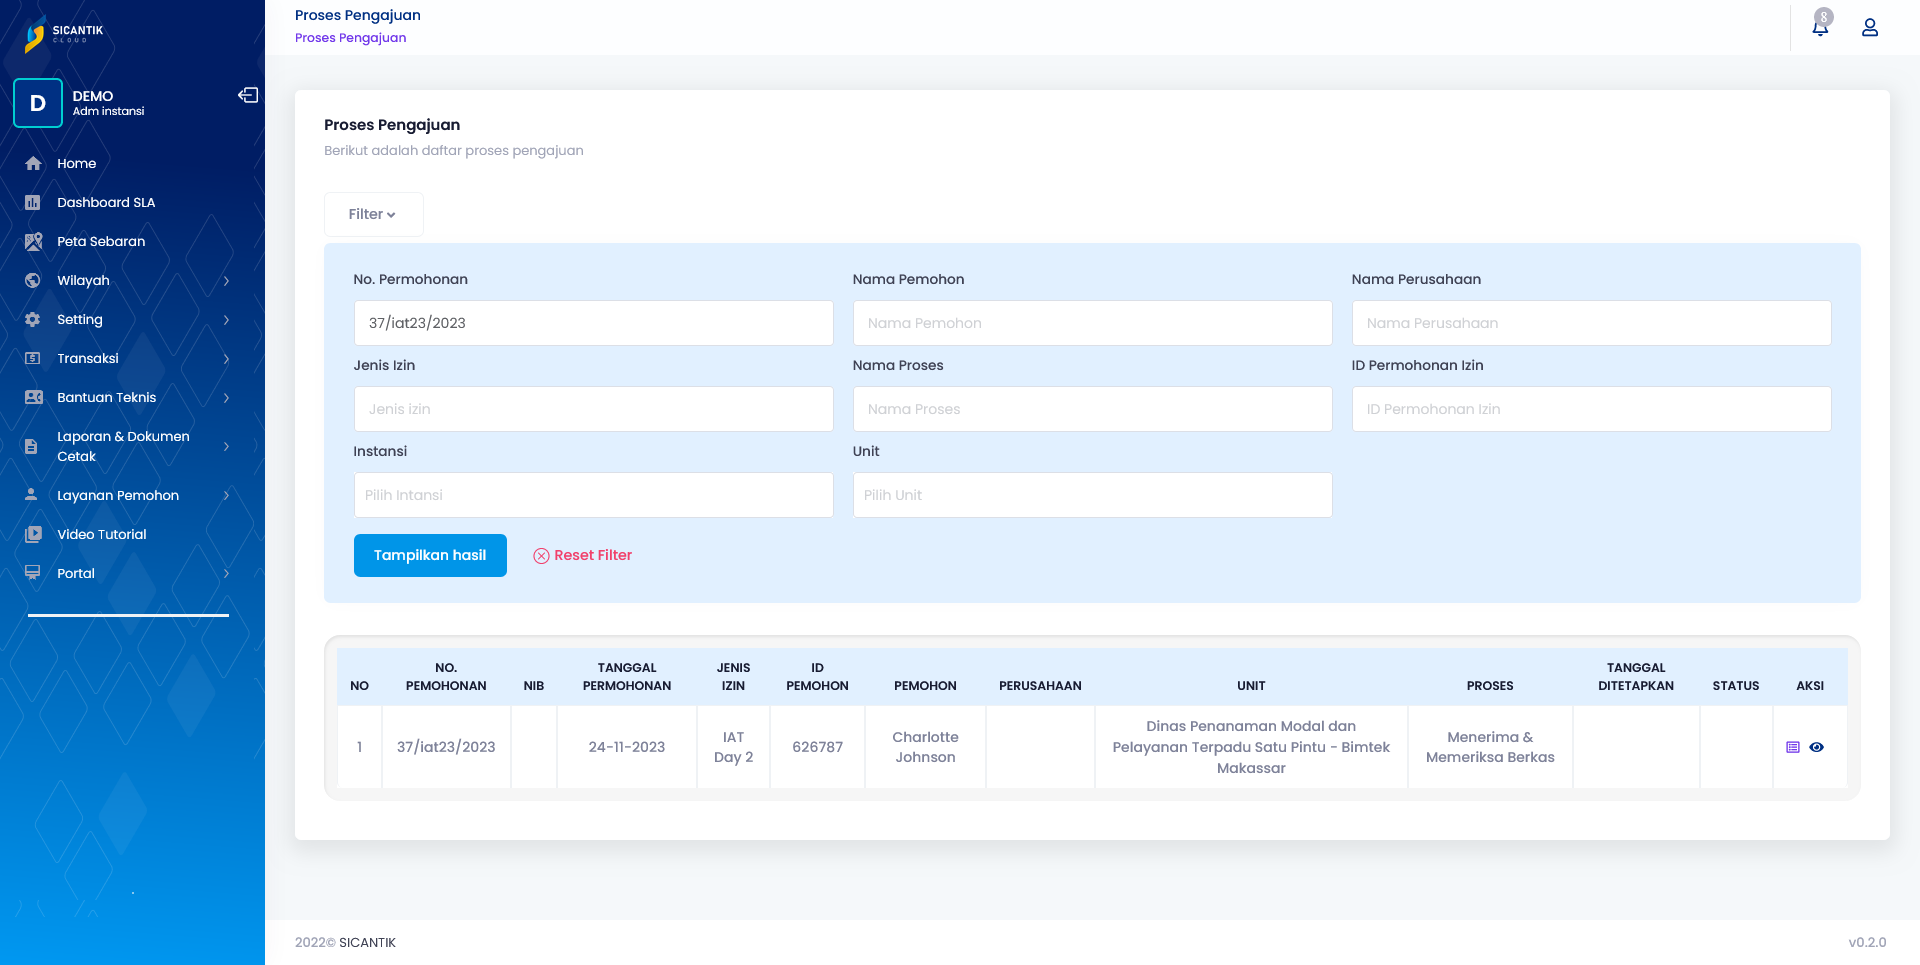 SICANTIK
CLOUD
D
DEMO
Adm instansi
Home
Dashboard SLA
Peta Sebaran
Wilayah
Setting
Transaksi
Bantuan Teknis
Laporan & Dokumen
Cetak
Layanan Pemohon
Video Tutorial
Portal
Proses Pengajuan
Proses Pengajuan
8
Proses Pengajuan
Berikut adalah daftar proses pengajuan
Filter
No. Permohonan
Nama Pemohon
Nama Perusahaan
37/iat23/2023
Nama Pemohon
Nama Perusahaan
Jenis Izin
Nama Proses
ID Permohonan Izin
Jenis izin
Nama Proses
ID Permohonan Izin
Instansi
Unit
Pilih Intansi
Pilih Unit
Tampilkan hasil
Reset Filter
NO
NO.
PEMOHONAN
NIB
TANGGAL
PERMOHONAN
JENIS
IZIN
ID
PEMOHON
PEMOHON
PERUSAHAAN
UNIT
PROSES
TANGGAL
DITETAPKAN
STATUS
AKSI
1
37/iat23/2023
24-11-2023
IAT
Day 2
626787
Charlotte
Johnson
Dinas Penanaman Modal dan
Pelayanan Terpadu Satu Pintu - Bimtek
Makassar
Menerima &
Memeriksa Berkas
2022© SICANTIK
v0.2.0